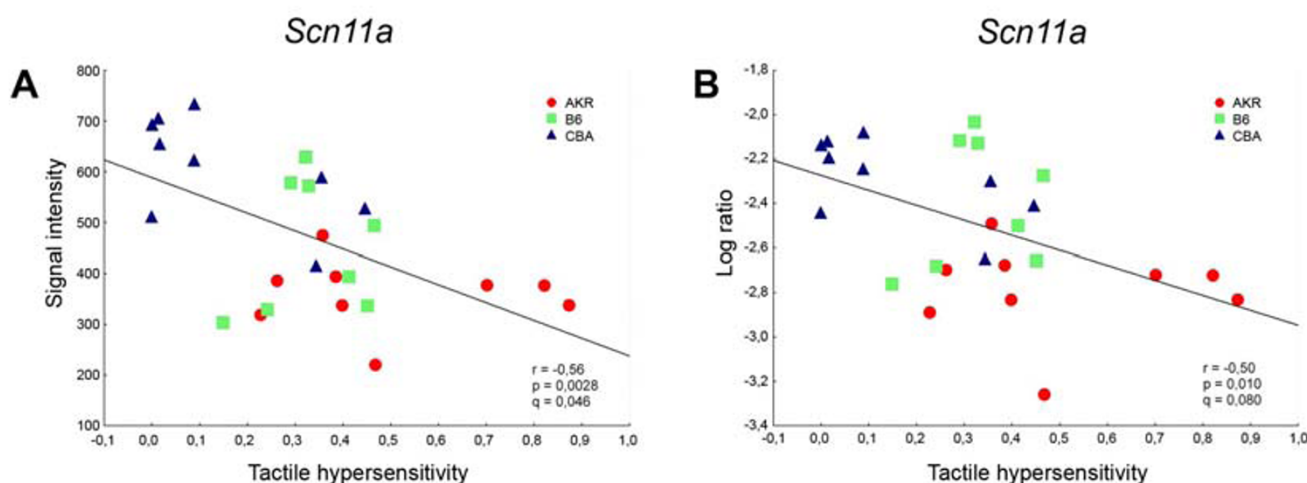 Scn11a
A
800
700
600
500
400
300
200
100
Signal intensity
AKR
B6
CBA
r = -0,56
p = 0,0028
q = 0,046
-0,1 0,0 0,1 0,2 0,3 0,4 0,5 0,6 0,7 0,8 0,9 1,0
Tactile hypersensitivity
Scn11a
B
-1,8
-2,0
-2,2
-2,4
-2,6
-2,8
-3,0
-3,2
-3,4
Log ratio
AKR
B6
CBA
r = -0,50
p = 0,010
q = 0,080
-0,1 0,0 0,1 0,2 0,3 0,4 0,5 0,6 0,7 0,8 0,9 1,0
Tactile hypersensitivity